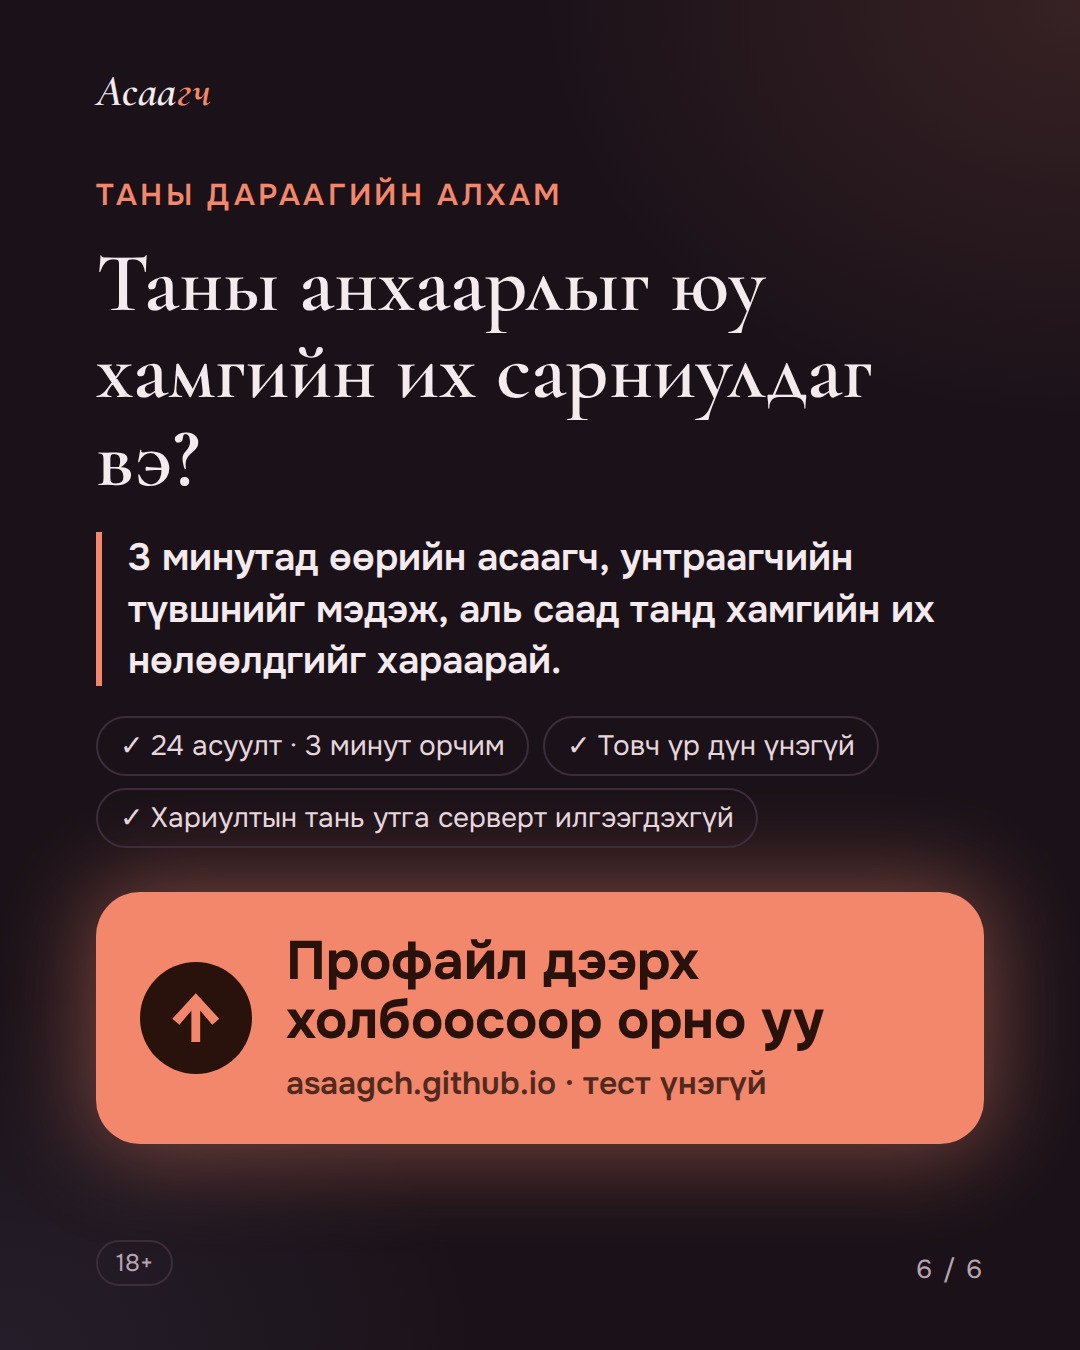 Асаагч
ТАНЫ ДАРААГИЙН АЛХАМ
Таны анхаарлыг юу
хамгийн их сарниулдаг
вэ?
3 минутад өөрийн асаагч, унтраагчийн
түвшнийг мэдэж, аль саад танд хамгийн их
нөлөөлдгийг хараарай.
✓ 24 асуулт · 3 минут орчим
✓ Товч үр дүн үнэгүй
✓ Хариултын тань утга серверт илгээгдэхгүй
Профайл дээрх
холбоосоор орно уу
asaagch.github.io · тест үнэгүй
18+
6 / 6